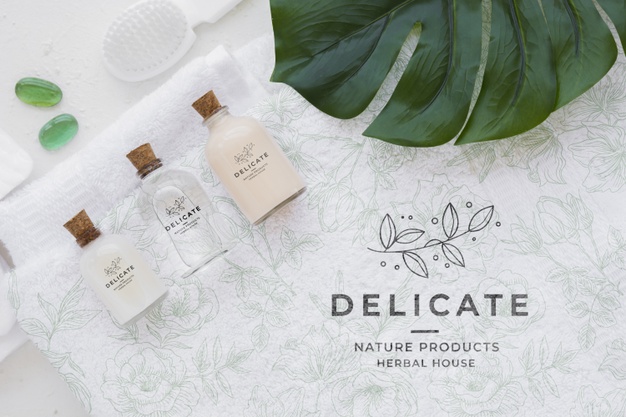 DELICATE
DELICATE
DELICATE
DELICATE
NATURE PRODUCTS
HERBAL HOUSE